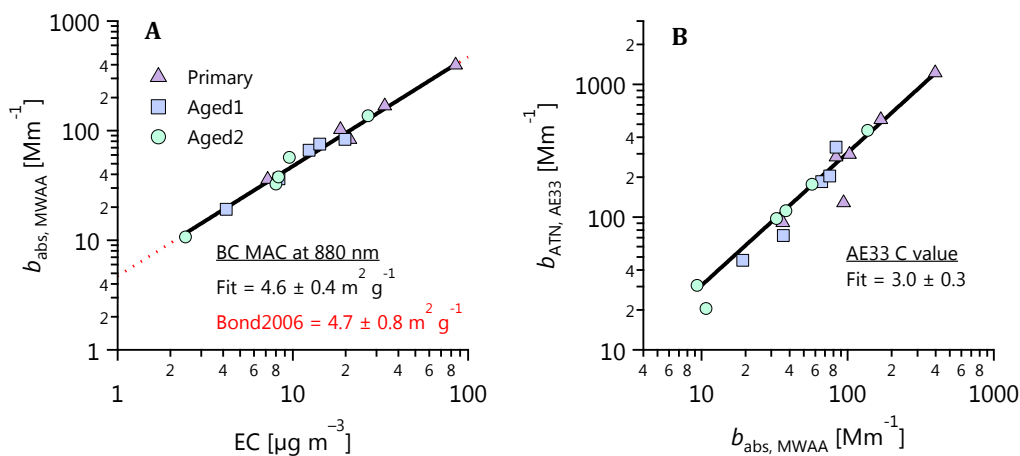 A
1000
4
2
100
4
2
10
4
2
1
b_abs, MWAA [Mm⁻¹]
Primary
Aged1
Aged2
BC MAC at 880 nm
Fit = 4.6 ± 0.4 m² g⁻¹
Bond2006 = 4.7 ± 0.8 m² g⁻¹
1 2 4 6 8 10 2 4 6 8 100
EC [µg m⁻³]
B
2
1000
4
2
100
4
2
10
b_ATN, AE33 [Mm⁻¹]
AE33 C value
Fit = 3.0 ± 0.3
4 6 8 10 2 4 6 8 100 2 4 6 8 1000
b_abs, MWAA [Mm⁻¹]